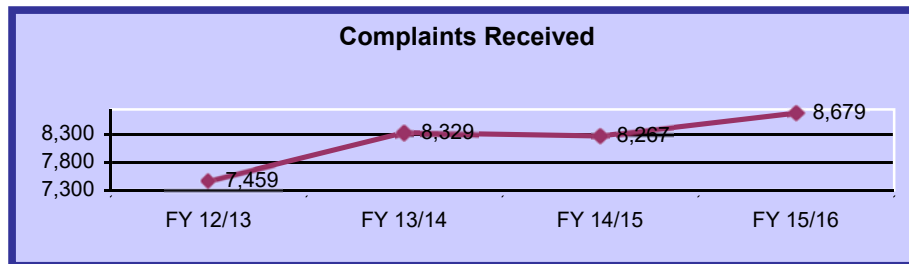 Complaints Received
8,679
8,300 8,329 8,267
7,800
7,300 7,459
FY 12/13 FY 13/14 FY 14/15 FY 15/16